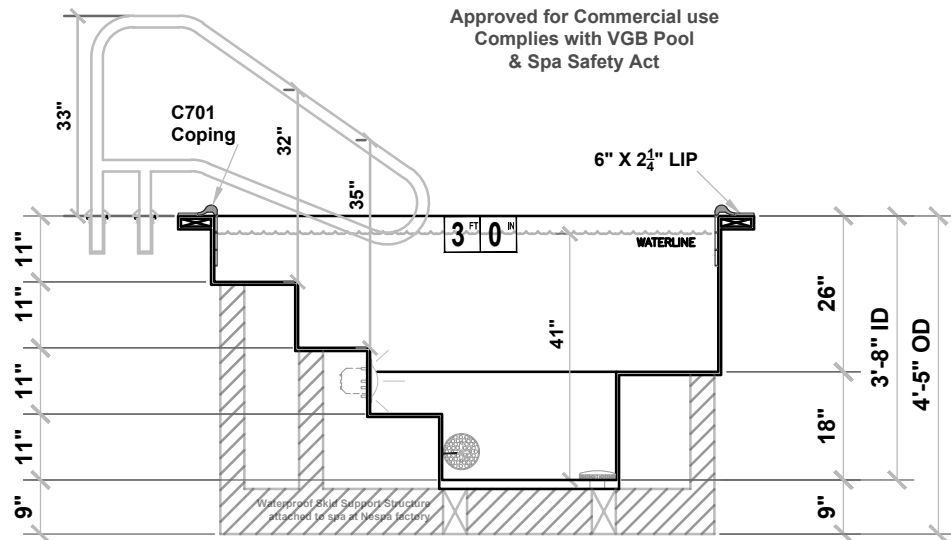 Approved for Commercial use
Complies with VGB Pool
& Spa Safety Act
33"
C701
Coping
32"
35"
6" X 2¼" LIP
3 FT 0 IN
WATERLINE
11"
11"
11"
11"
9"
41"
26"
18"
9"
3'-8" ID
4'-5" OD
Waterproof Skid Support Structure
attached to spa at Nespa factory